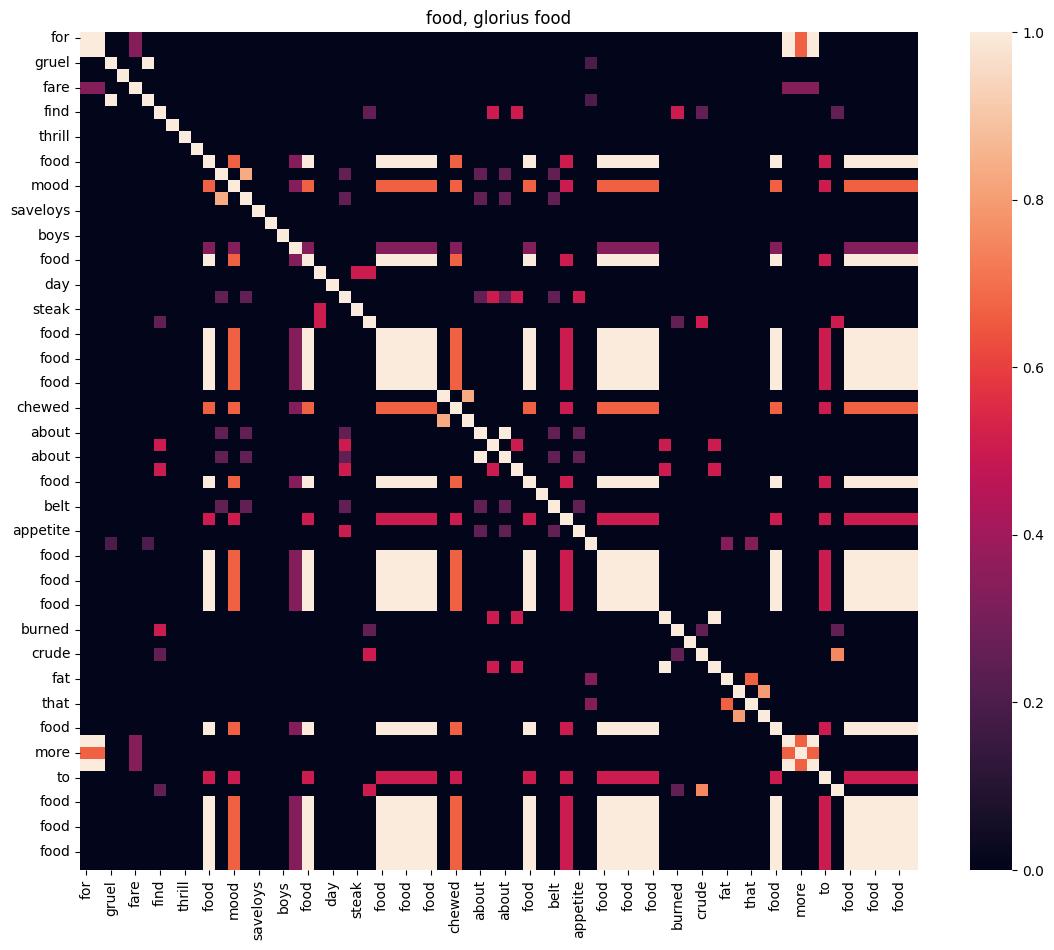 food, glorius food
for
gruel
fare
find
thrill
food
mood
saveloys
boys
food
day
steak
food
food
food
chewed
about
about
food
belt
appetite
food
food
food
burned
crude
fat
that
food
more
to
food
food
food
for
gruel
fare
find
thrill
food
mood
saveloys
boys
food
day
steak
food
food
food
chewed
about
about
food
belt
appetite
food
food
food
burned
crude
fat
that
food
more
to
food
food
food
1.0
0.8
0.6
0.4
0.2
0.0